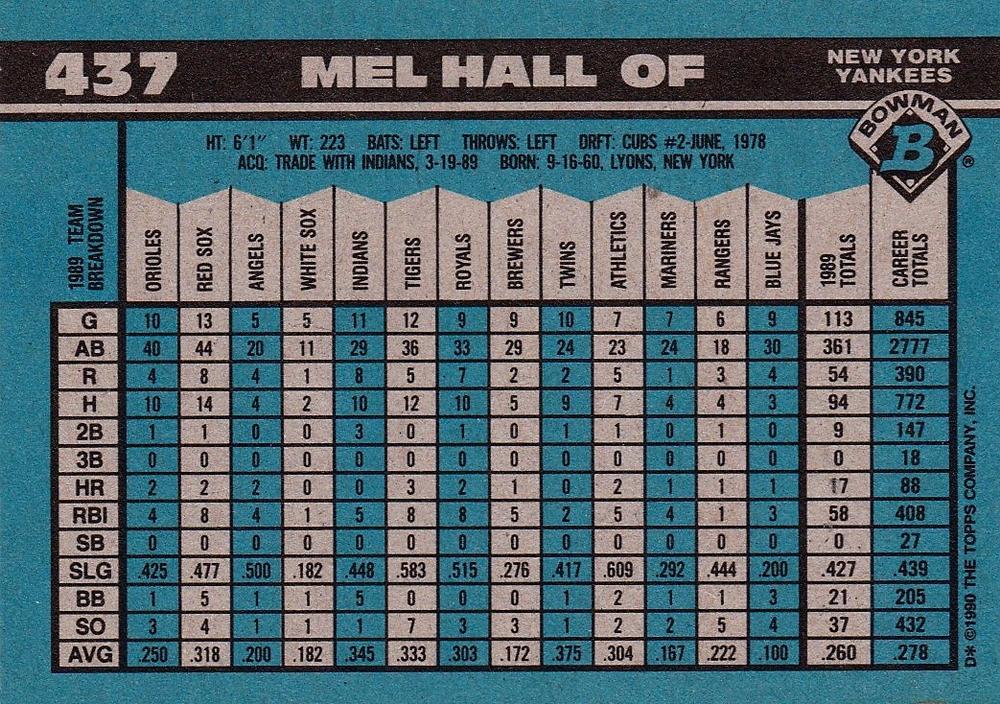 437 MEL HALL OF NEW YORK YANKEES
BOWMAN B ®
HT: 6'1" WT: 223 BATS: LEFT THROWS: LEFT DRFT: CUBS #2-JUNE, 1978
ACQ: TRADE WITH INDIANS, 3-19-89 BORN: 9-16-60, LYONS, NEW YORK
1989 TEAM BREAKDOWN ORIOLES RED SOX ANGELS WHITE SOX INDIANS TIGERS ROYALS BREWERS TWINS ATHLETICS MARINERS RANGERS BLUE JAYS 1989 TOTALS CAREER TOTALS
G 10 13 5 5 11 12 9 9 10 7 7 6 9 113 845
AB 40 44 20 11 29 36 33 29 24 23 24 18 30 361 2777
R 4 8 4 1 8 5 7 2 2 5 1 3 4 54 390
H 10 14 4 2 10 12 10 5 9 7 4 4 3 94 772
2B 1 1 0 0 3 0 1 0 1 1 0 1 0 9 147
3B 0 0 0 0 0 0 0 0 0 0 0 0 0 0 18
HR 2 2 2 0 0 3 2 1 0 2 1 1 1 17 88
RBI 4 8 4 1 5 8 8 5 2 5 4 1 3 58 408
SB 0 0 0 0 0 0 0 0 0 0 0 0 0 0 27
SLG .425 .477 .500 .182 .448 .583 .515 .276 .417 .609 .292 .444 .200 .427 .439
BB 1 5 1 1 5 0 0 0 1 2 1 1 3 21 205
SO 3 4 1 1 1 7 3 3 1 2 2 5 4 37 432
AVG .250 .318 .200 .182 .345 .333 .303 .172 .375 .304 .167 .222 .100 .260 .278
D* ©1990 THE TOPPS COMPANY, INC.